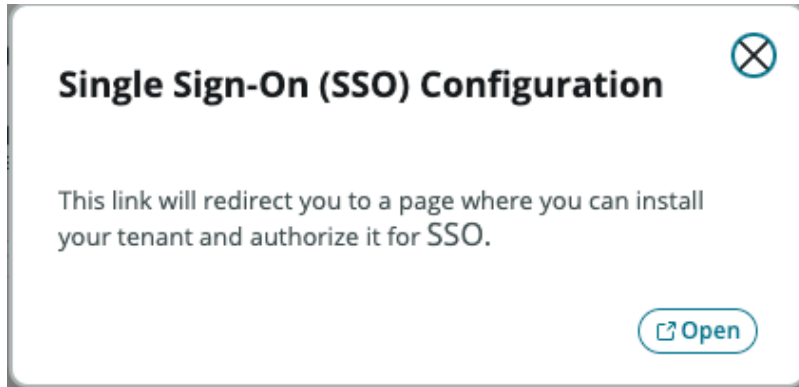 Single Sign-On (SSO) Configuration
This link will redirect you to a page where you can install
your tenant and authorize it for SSO.
Open